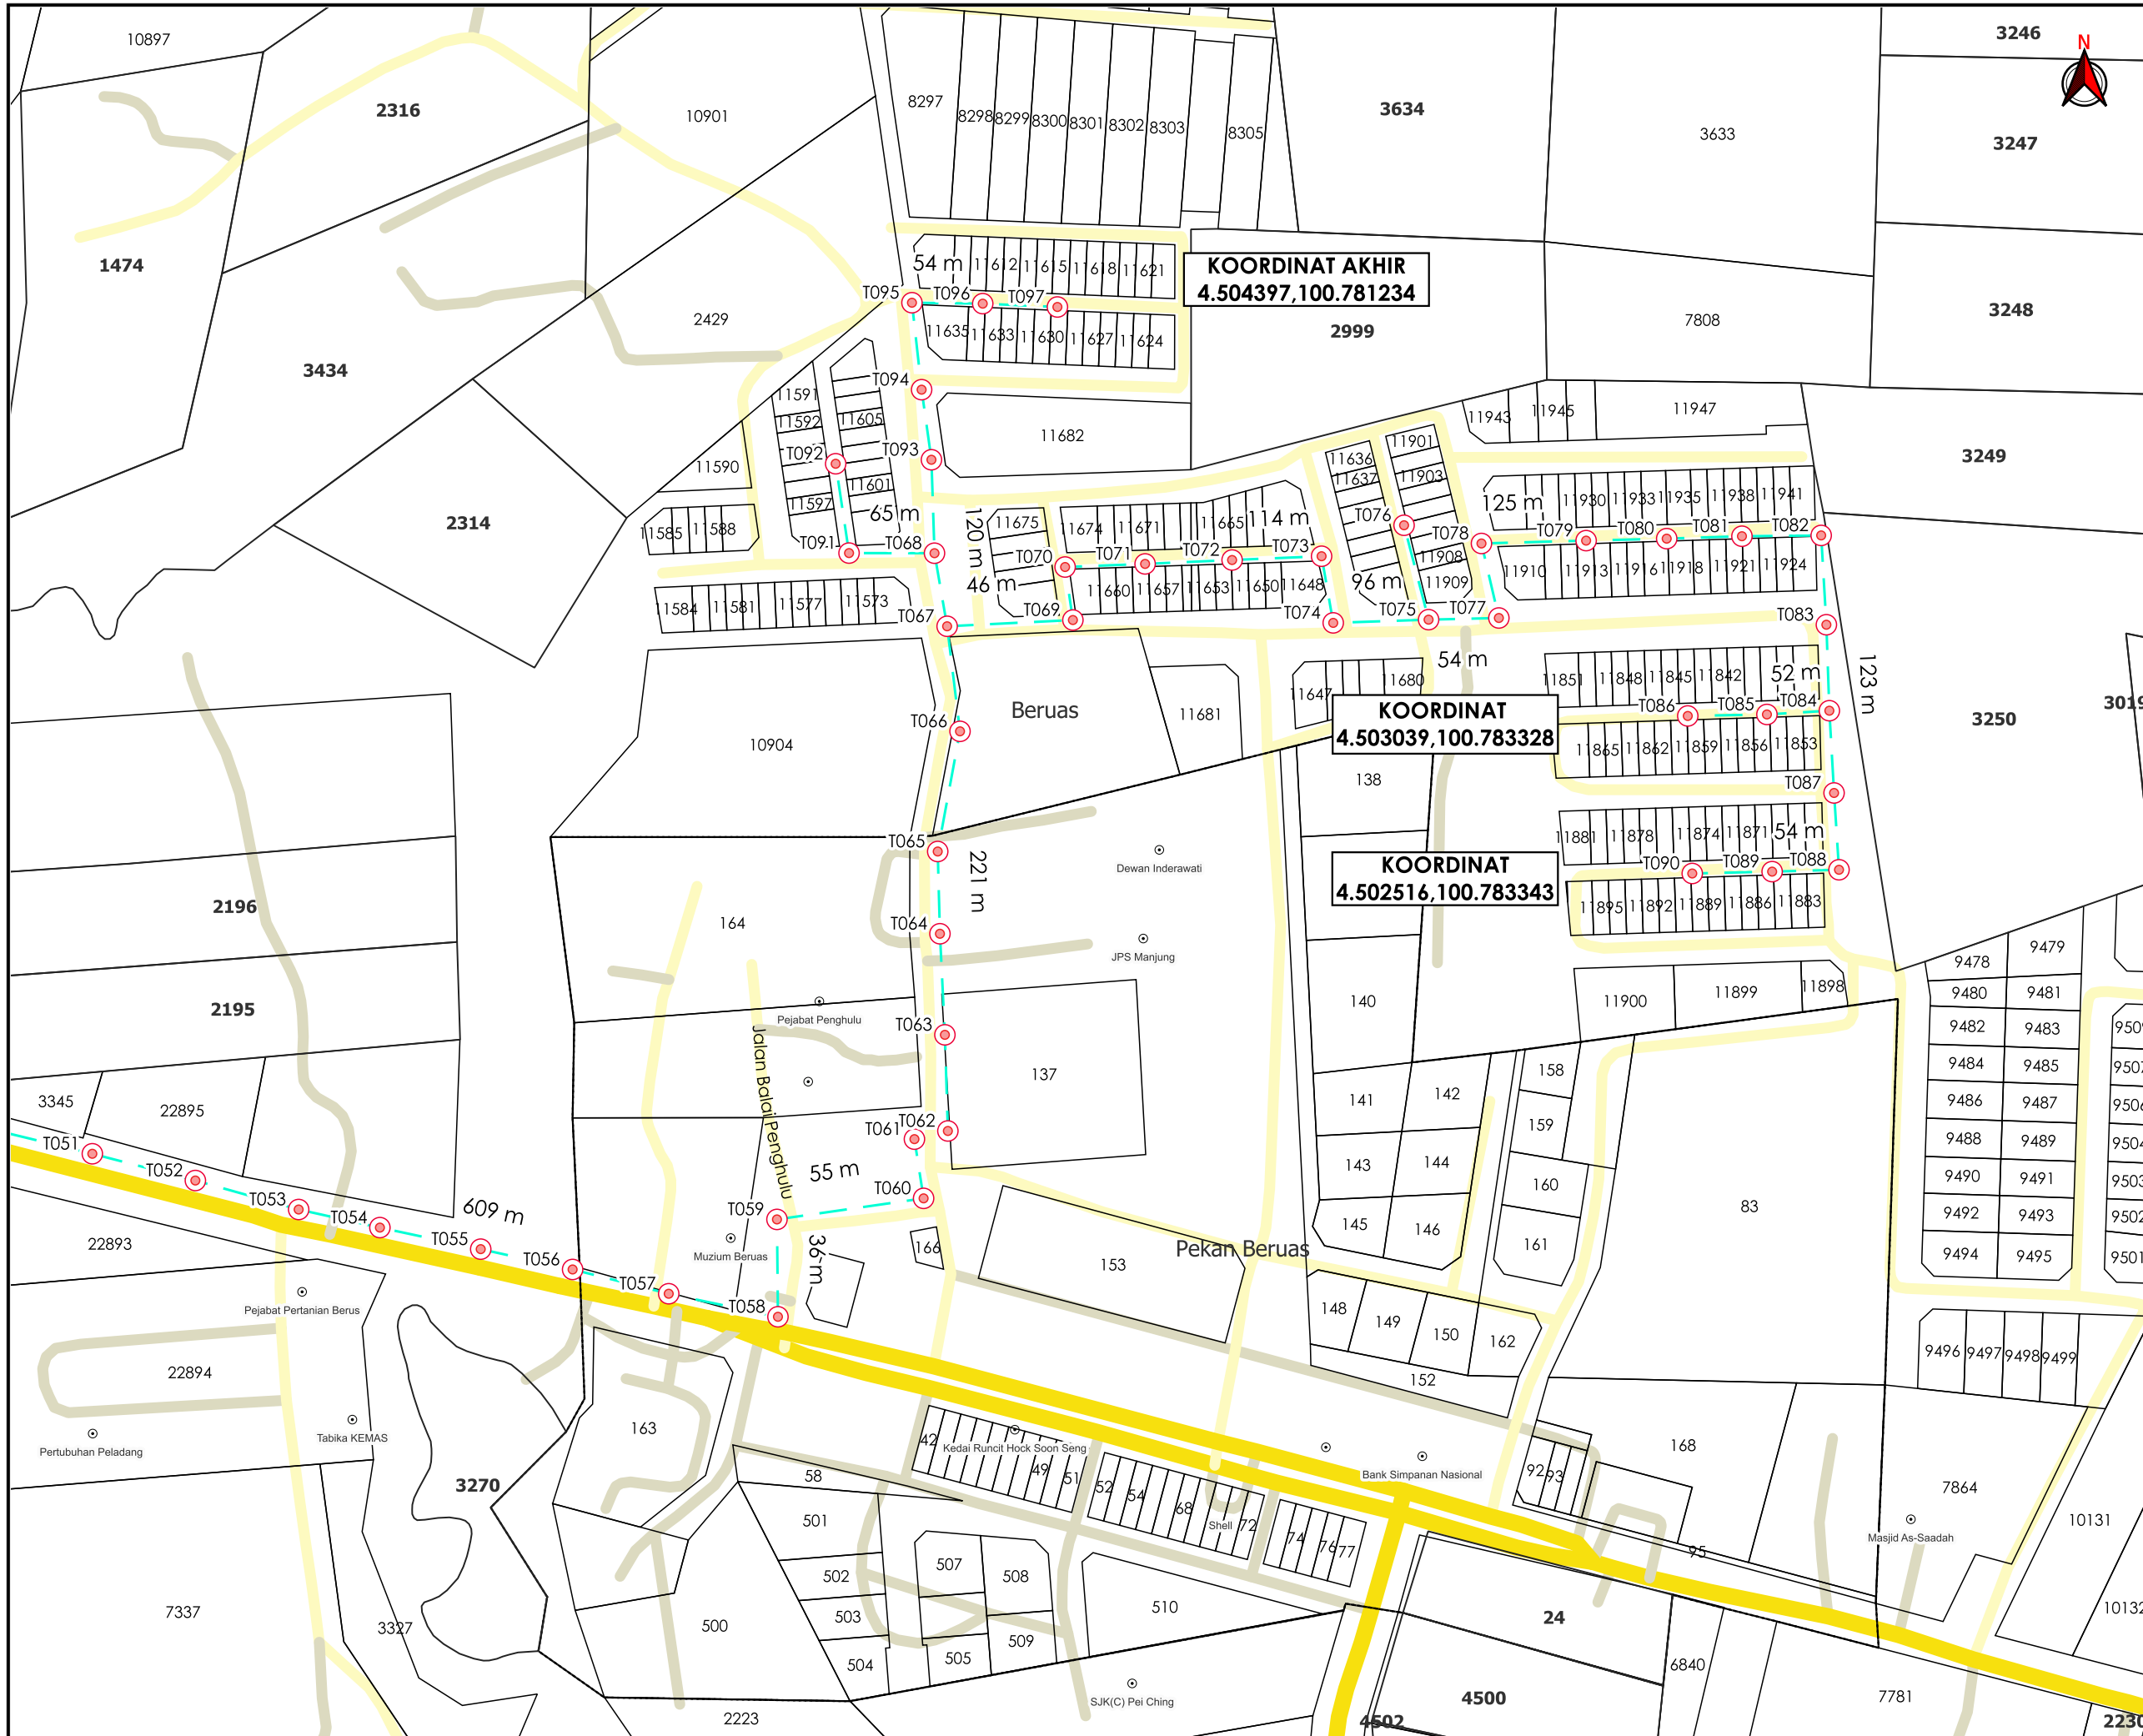 10897
3246
N
2316
10901
8297
8298
8299
8300
8301
8302
8303
8305
3634
3633
3247
1474
54 m
11612
11615
11618
11621
KOORDINAT AKHIR
4.504397,100.781234
T095
T096
T097
2429
11635
11633
11630
11627
11624
2999
7808
3248
3434
T094
11591
11592
11605
11682
11943
11945
11947
T092
T093
11590
11601
11597
11636
11637
11901
11903
3249
2314
65 m
120 m
11585
11588
T091
T068
11675
11674
11671
11665
114 m
T076
125 m
11930
11933
11935
11938
11941
T070
T071
T072
T073
T078
T079
T080
T081
T082
46 m
11660
11657
11653
11650
11648
96 m
11908
11909
11910
11913
11916
11918
11921
11924
11584
11581
11577
11573
T067
T069
T074
T075
T077
T083
54 m
11851
11848
11845
11842
52 m
123 m
10904
T066
Beruas
11681
11647
11680
KOORDINAT
4.503039,100.783328
T086
T085
T084
3250
3019
11865
11862
11859
11856
11853
138
T087
T065
221 m
Dewan Inderawati
11881
11878
11874
11871
54 m
KOORDINAT
4.502516,100.783343
T090
T089
T088
2196
164
T064
11895
11892
11889
11886
11883
JPS Manjung
9478
9479
2195
Pejabat Penghulu
T063
140
11900
11899
11898
9480
9481
Jalan Balai Penghulu
137
158
9482
9483
9484
9485
3345
22895
141
142
159
9486
9487
T051
T061
T062
9488
9489
T052
55 m
143
144
160
9490
9491
T053
T054
609 m
T059
T060
145
146
161
83
9492
9493
22893
T055
36 m
Muzium Beruas
166
153
Pekan Beruas
9494
9495
T056
T057
T058
Pejabat Pertanian Berus
148
149
150
162
9496
9497
9498
9499
22894
152
Tabika KEMAS
Pertubuhan Peladang
163
42
Kedai Runcit Hock Soon Seng
49
51
Bank Simpanan Nasional
92
93
168
3270
58
52
54
68
Shell
72
7864
501
74
76
77
Masjid As-Saadah
10131
95
502
507
508
7337
3327
503
510
24
500
509
504
505
6840
SJK(C) Pei Ching
4500
7781
2223
4502